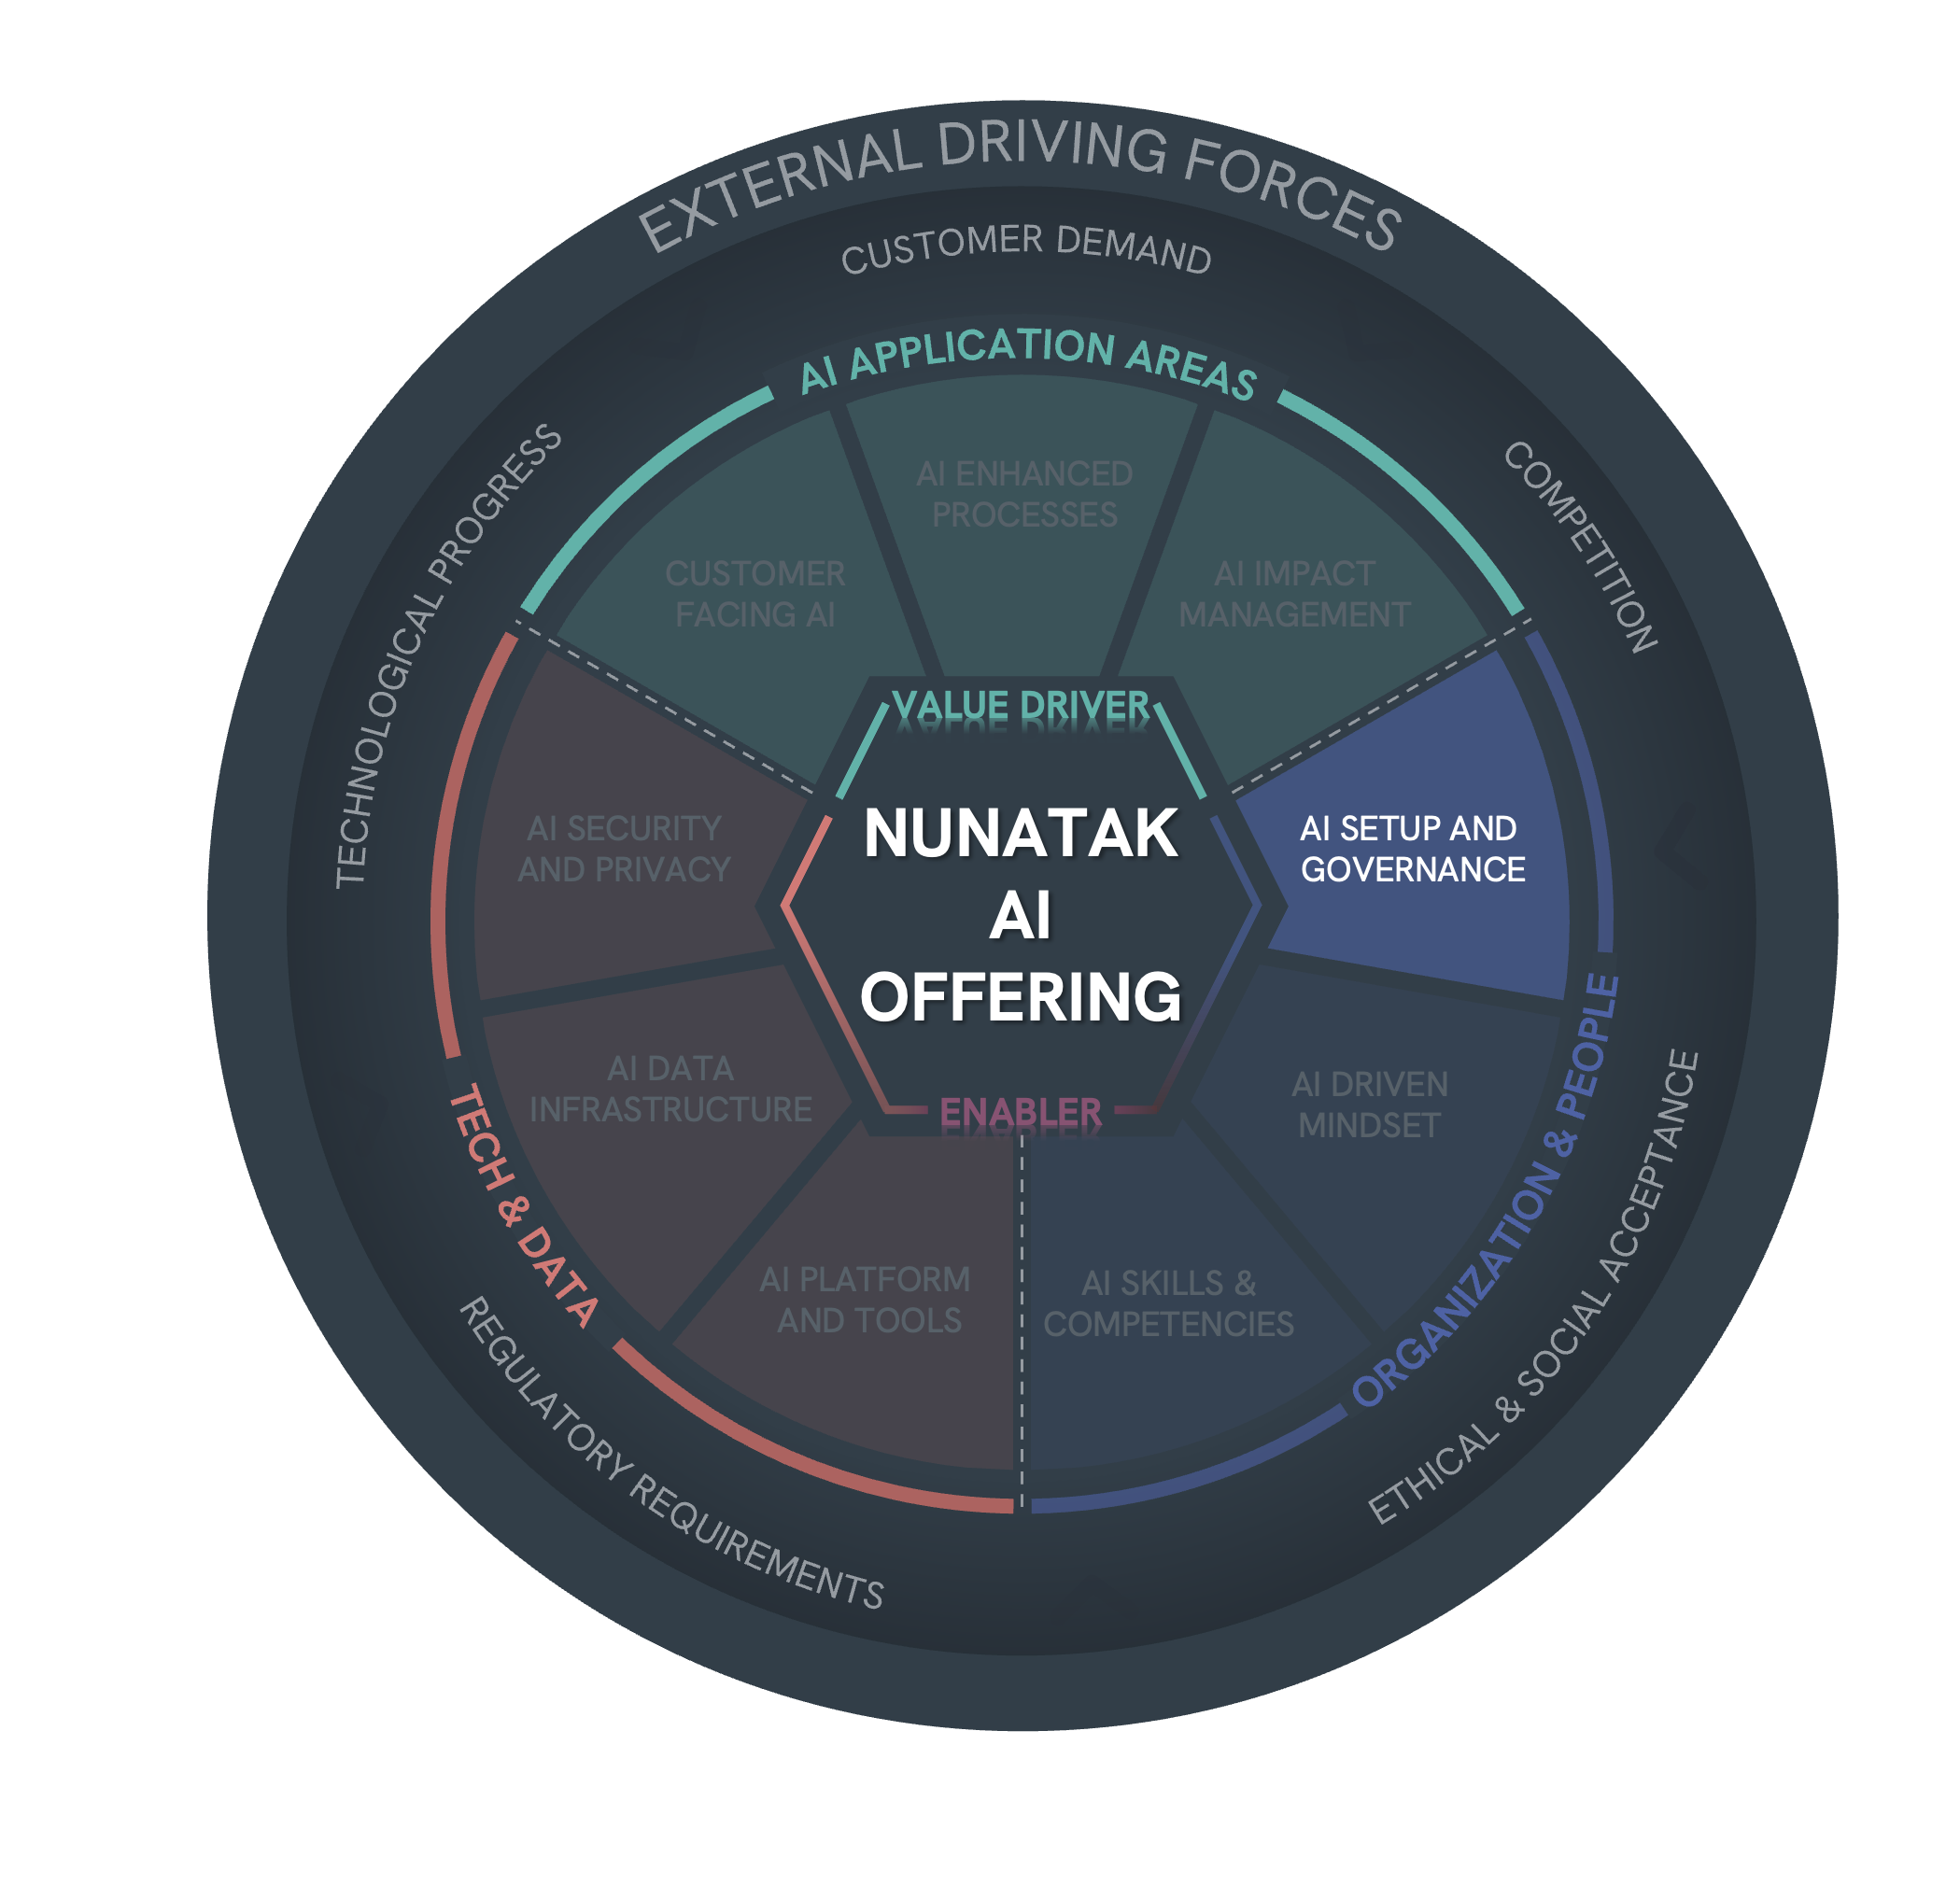 EXTERNAL DRIVING FORCES
CUSTOMER DEMAND
TECHNOLOGICAL PROGRESS
COMPETITION
AI APPLICATION AREAS
AI ENHANCED
PROCESSES
CUSTOMER
FACING AI
AI IMPACT
MANAGEMENT
VALUE DRIVER
NUNATAK
AI
OFFERING
ENABLER
AI SECURITY
AND PRIVACY
AI SETUP AND
GOVERNANCE
AI DATA
INFRASTRUCTURE
AI DRIVEN
MINDSET
AI PLATFORM
AND TOOLS
AI SKILLS &
COMPETENCIES
TECH & DATA
ORGANIZATION & PEOPLE
REGULATORY REQUIREMENTS
ETHICAL & SOCIAL ACCEPTANCE